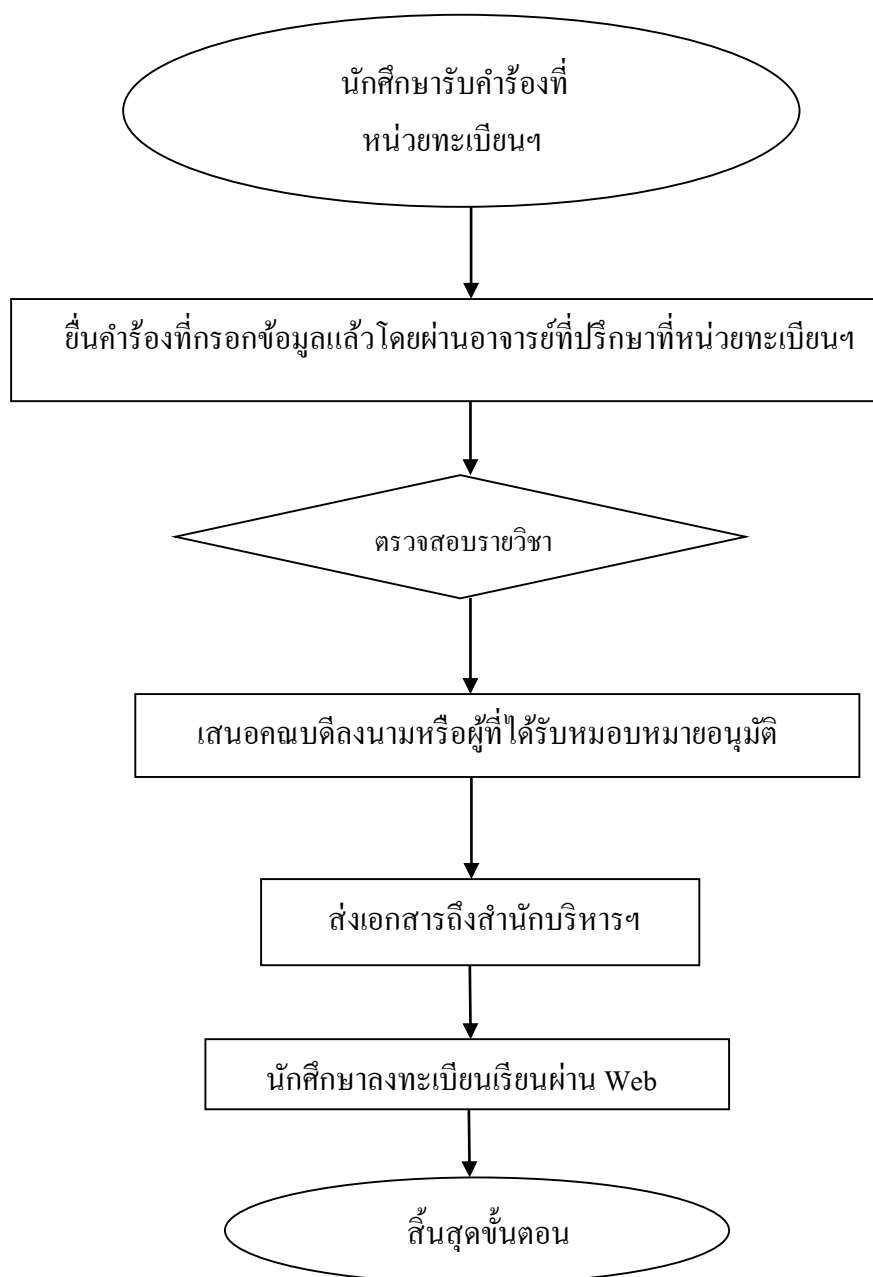 นักศึกษารับคำร้องที่
หน่วยทะเบียนฯ
ยื่นคำร้องที่กรอกข้อมูลแล้วโดยผ่านอาจารย์ที่ปรึกษาที่หน่วยทะเบียนฯ
ตรวจสอบรายวิชา
เสนอคณบดีลงนามหรือผู้ที่ได้รับหมอบหมายอนุมัติ
ส่งเอกสารถึงสำนักบริหารฯ
นักศึกษาลงทะเบียนเรียนผ่าน Web
สิ้นสุดขั้นตอน